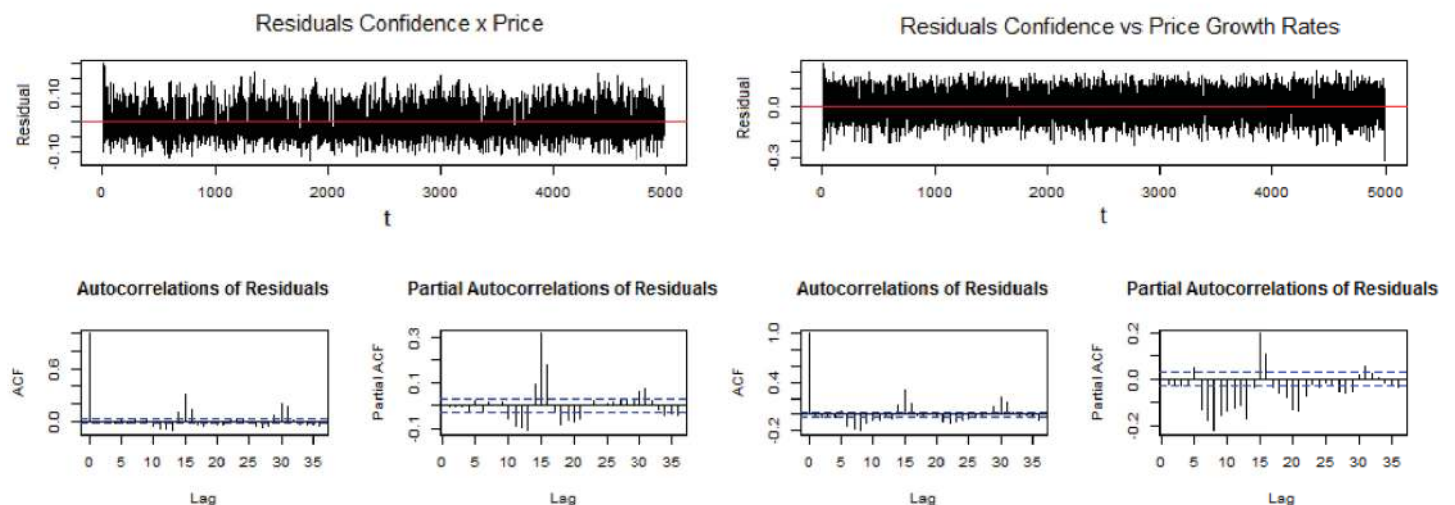 Residuals Confidence x Price
Residual
0.10
-0.10
0 1000 2000 3000 4000 5000
t
Residuals Confidence vs Price Growth Rates
Residual
0.0
-0.3
0 1000 2000 3000 4000 5000
t
Autocorrelations of Residuals
ACF
0.6
0.0
0 5 10 15 20 25 30 35
Lag
Partial Autocorrelations of Residuals
Partial ACF
0.3
0.1
-0.1
0 5 10 15 20 25 30 35
Lag
Autocorrelations of Residuals
ACF
1.0
0.4
-0.2
0 5 10 15 20 25 30 35
Lag
Partial Autocorrelations of Residuals
Partial ACF
0.2
0.0
-0.2
0 5 10 15 20 25 30 35
Lag